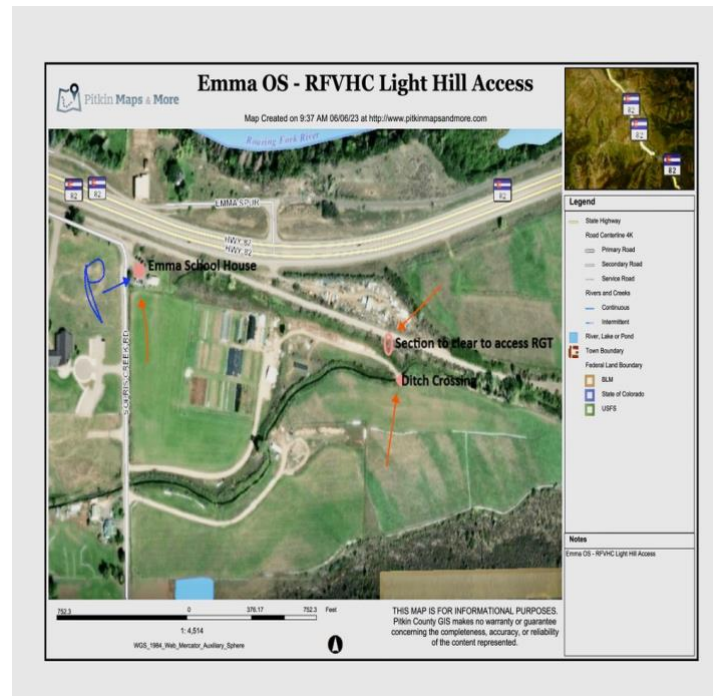 Pitkin Maps & More
Emma OS - RFVHC Light Hill Access
Map Created on 9:37 AM 06/06/23 at http://www.pitkinmapsandmore.com
82
82
82
82
82
82
Roaring Fork River
EMMA SPUR
HWY 82
HWY 82
P
Emma School House
SOPRIS CREEK RD
Section to clear to access RGT
Ditch Crossing
Legend
State Highway
Road Centerline 4K
Primary Road
Secondary Road
Service Road
Rivers and Creeks
Continuous
Intermittent
River, Lake or Pond
Town Boundary
Federal Land Boundary
BLM
State of Colorado
USFS
Notes
Emma OS - RFVHC Light Hill Access
752.3 0 376.17 752.3 Feet
1: 4,514
WGS_1984_Web_Mercator_Auxiliary_Sphere
THIS MAP IS FOR INFORMATIONAL PURPOSES.
Pitkin County GIS makes no warranty or guarantee
concerning the completeness, accuracy, or reliability
of the content represented.